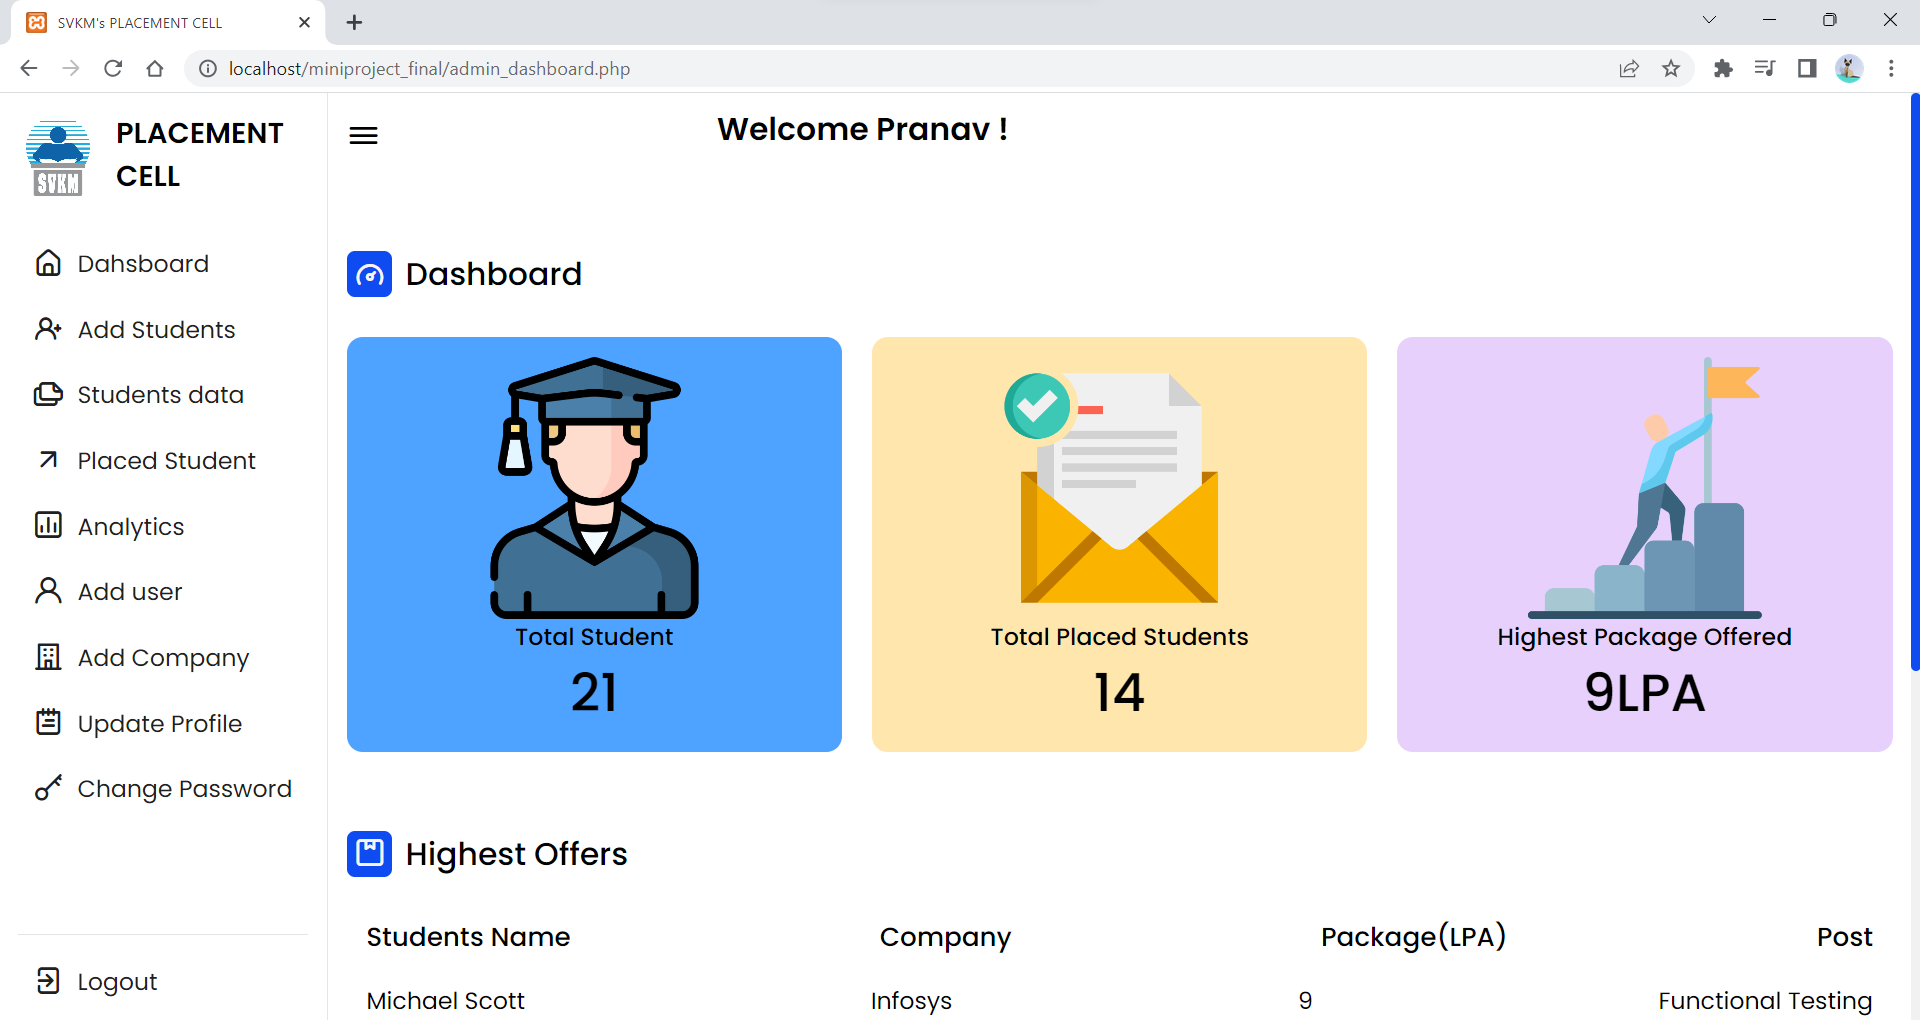 SVKM's PLACEMENT CELL
localhost/miniproject_final/admin_dashboard.php
SVKM
PLACEMENT
CELL
Dahsboard
Add Students
Students data
Placed Student
Analytics
Add user
Add Company
Update Profile
Change Password
Logout
Welcome Pranav !
Dashboard
Total Student
21
Total Placed Students
14
Highest Package Offered
9LPA
Highest Offers
Students Name Company Package(LPA) Post
Michael Scott Infosys 9 Functional Testing